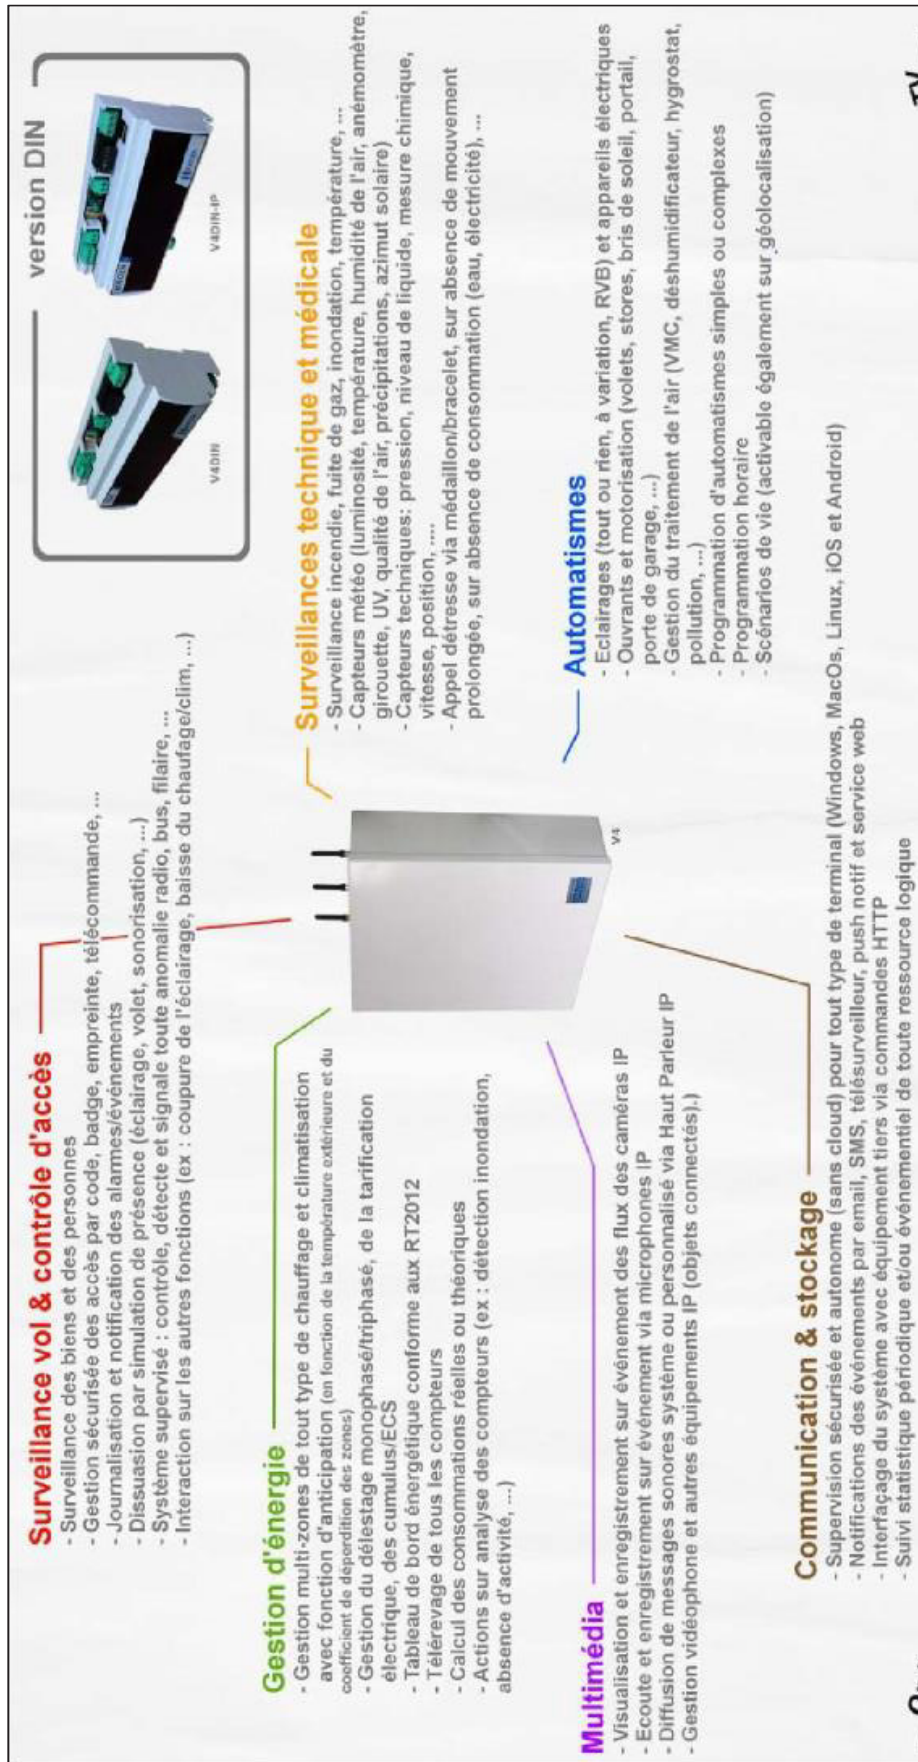 Surveillance vol & contrôle d'accès
- Surveillance des biens et des personnes
- Gestion sécurisée des accès par code, badge, empreinte, télécommande, ...
- Journalisation et notification des alarmes/événements
- Dissuasion par simulation de présence (éclairage, volet, sonorisation, ...)
- Système supervisé : contrôle, détecte et signale toute anomalie radio, bus, filaire, ...
- Interaction sur les autres fonctions (ex : coupure de l'éclairage, baisse du chaufage/clim, ...)
version DIN
V4DIN
V4DIN-IP
Gestion d'énergie
- Gestion multi-zones de tout type de chauffage et climatisation
avec fonction d'anticipation (en fonction de la température extérieure et du
coefficient de déperdition des zones)
- Gestion du délestage monophasé/triphasé, de la tarification
électrique, des cumulus/ECS
- Tableau de bord énergétique conforme aux RT2012
- Télérevage de tous les compteurs
- Calcul des consommations réelles ou théoriques
- Actions sur analyse des compteurs (ex : détection inondation,
absence d'activité, ...)
Surveillances technique et médicale
- Surveillance incendie, fuite de gaz, inondation, température, ...
- Capteurs météo (luminosité, température, humidité de l'air, anémomètre,
girouette, UV, qualité de l'air, précipitations, azimut solaire)
- Capteurs techniques: pression, niveau de liquide, mesure chimique,
vitesse, position, ....
- Appel détresse via médaillon/bracelet, sur absence de mouvement
prolongée, sur absence de consommation (eau, électricité), ...
V4
Multimédia
- Visualisation et enregistrement sur événement des flux des caméras IP
- Ecoute et enregistrement sur événement via microphones IP
- Diffusion de messages sonores système ou personnalisé via Haut Parleur IP
- Gestion vidéophone et autres équipements IP (objets connectés).)
Automatismes
- Eclairages (tout ou rien, à variation, RVB) et appareils électriques
- Ouvrants et motorisation (volets, stores, bris de soleil, portail,
porte de garage, ...)
- Gestion du traitement de l'air (VMC, déshumidificateur, hygrostat,
pollution, ...)
- Programmation d'automatismes simples ou complexes
- Programmation horaire
- Scénarios de vie (activable également sur géolocalisation)
Communication & stockage
- Supervision sécurisée et autonome (sans cloud) pour tout type de terminal (Windows, MacOs, Linux, iOS et Android)
- Notifications des événements par email, SMS, télésurveilleur, push notif et service web
- Interfaçage du système avec équipement tiers via commandes HTTP
- Suivi statistique périodique et/ou événementiel de toute ressource logique
TV